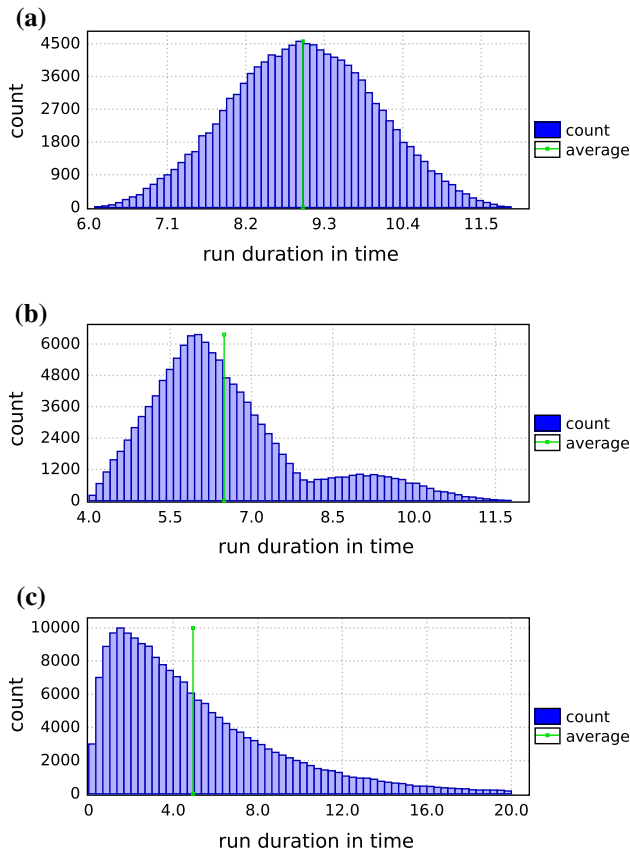 (a)
4500
3600
2700
1800
900
0
count
6.0 7.1 8.2 9.3 10.4 11.5
run duration in time
count
average
(b)
6000
4800
3600
2400
1200
0
count
4.0 5.5 7.0 8.5 10.0 11.5
run duration in time
count
average
(c)
10000
8000
6000
4000
2000
0
count
0 4.0 8.0 12.0 16.0 20.0
run duration in time
count
average